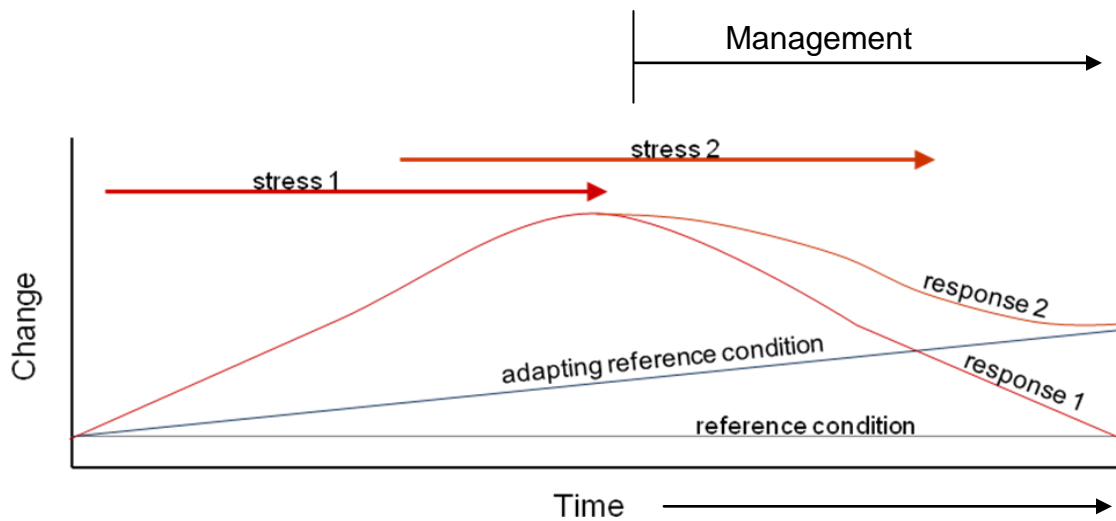 Management
stress 2
stress 1
response 2
adapting reference condition
response 1
reference condition
Change
Time